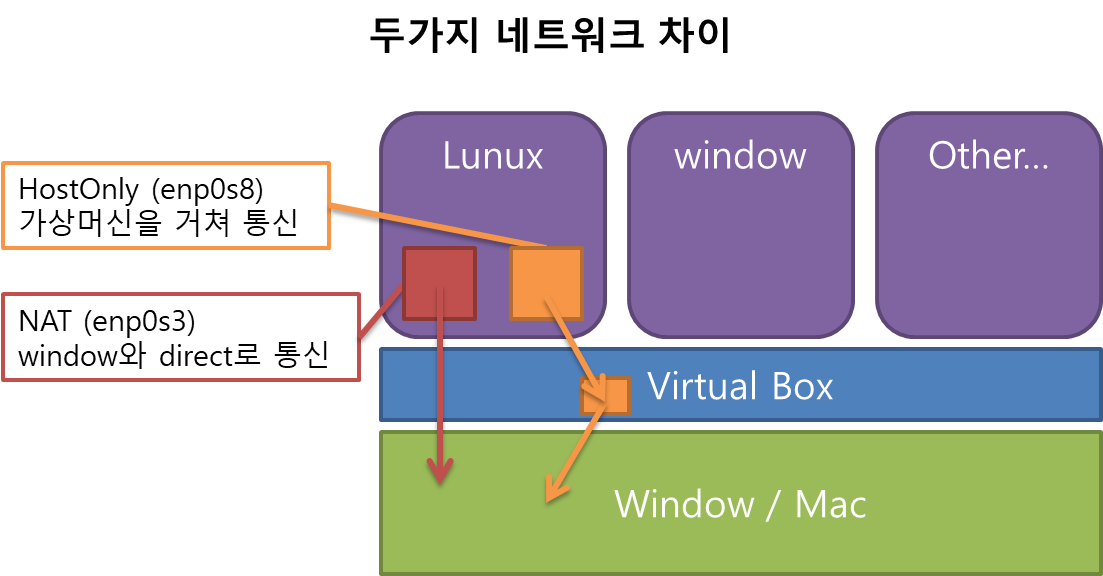 두가지 네트워크 차이
Lunux
window
Other...
HostOnly (enp0s8)
가상머신을 거쳐 통신
NAT (enp0s3)
window와 direct로 통신
Virtual Box
Window / Mac